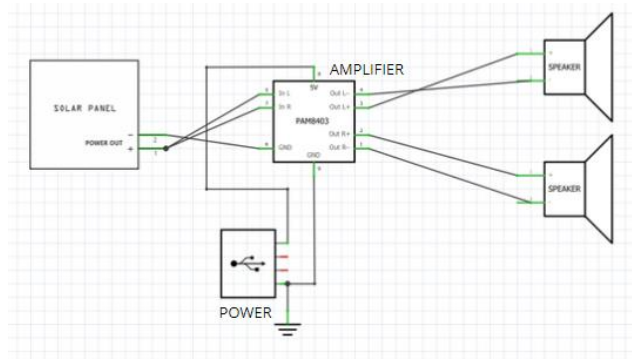 AMPLIFIER
SOLAR PANEL
POWER OUT
-
+
2
1
5V
In L
In R
GND
PAM8403
Out L-
Out L+
Out R+
Out R-
GND
SPEAKER
+
-
SPEAKER
+
-
POWER